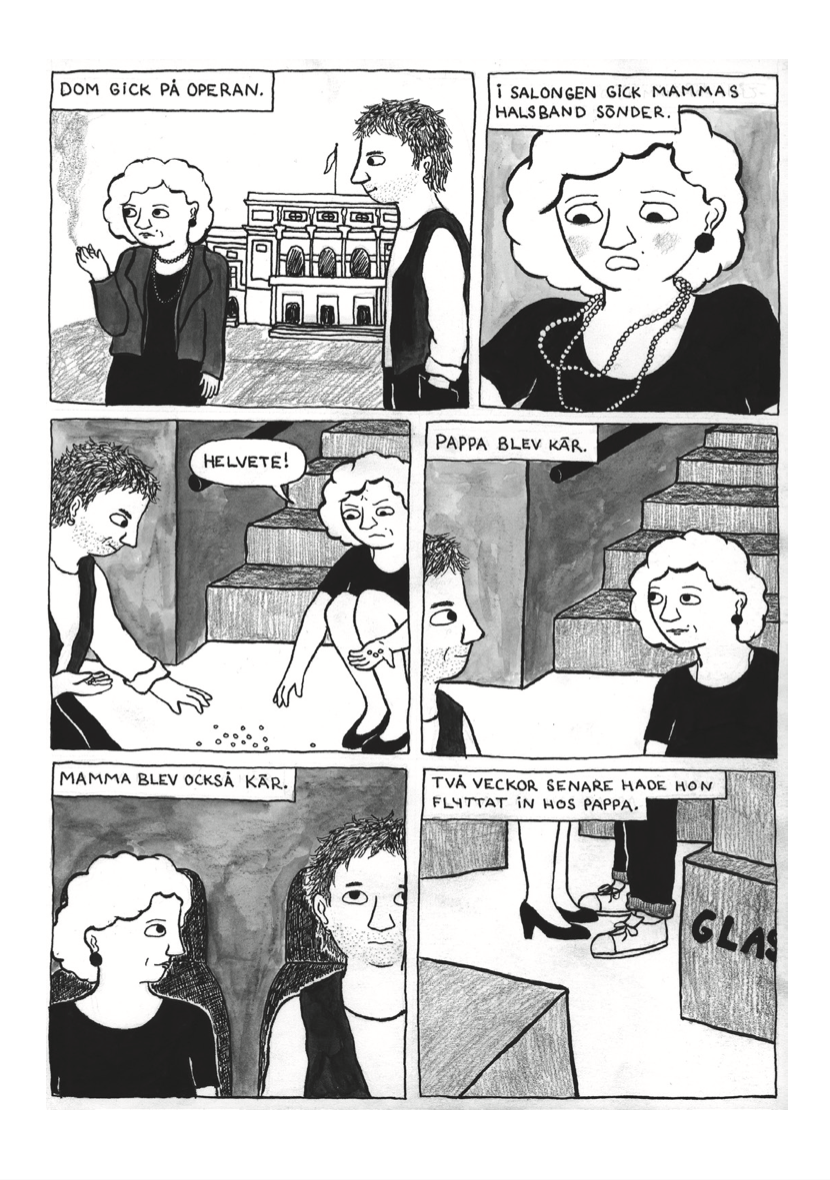 DOM GICK PÅ OPERAN.
I SALONGEN GICK MAMMAS
HALSBAND SÖNDER.
HELVETE!
PAPPA BLEV KÄR.
MAMMA BLEV OCKSÅ KÄR.
TVÅ VECKOR SENARE HADE HON
FLYTTAT IN HOS PAPPA.
GLAS